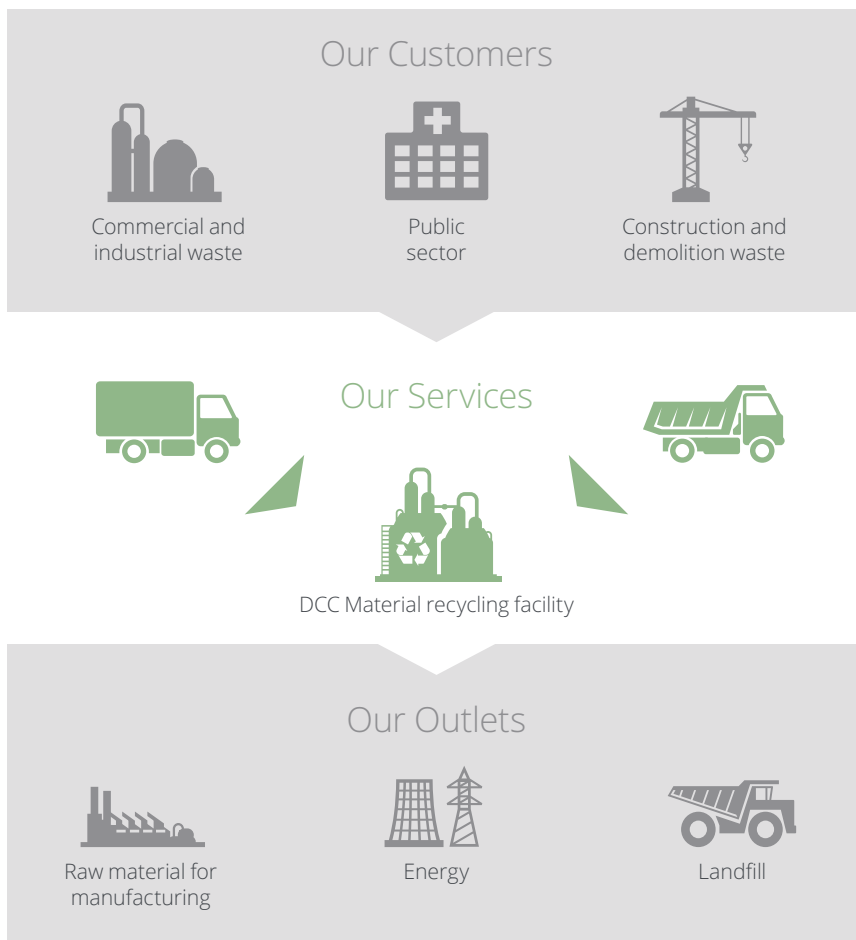 Our Customers
Commercial and
industrial waste
Public
sector
Construction and
demolition waste
Our Services
DCC Material recycling facility
Our Outlets
Raw material for
manufacturing
Energy
Landfill